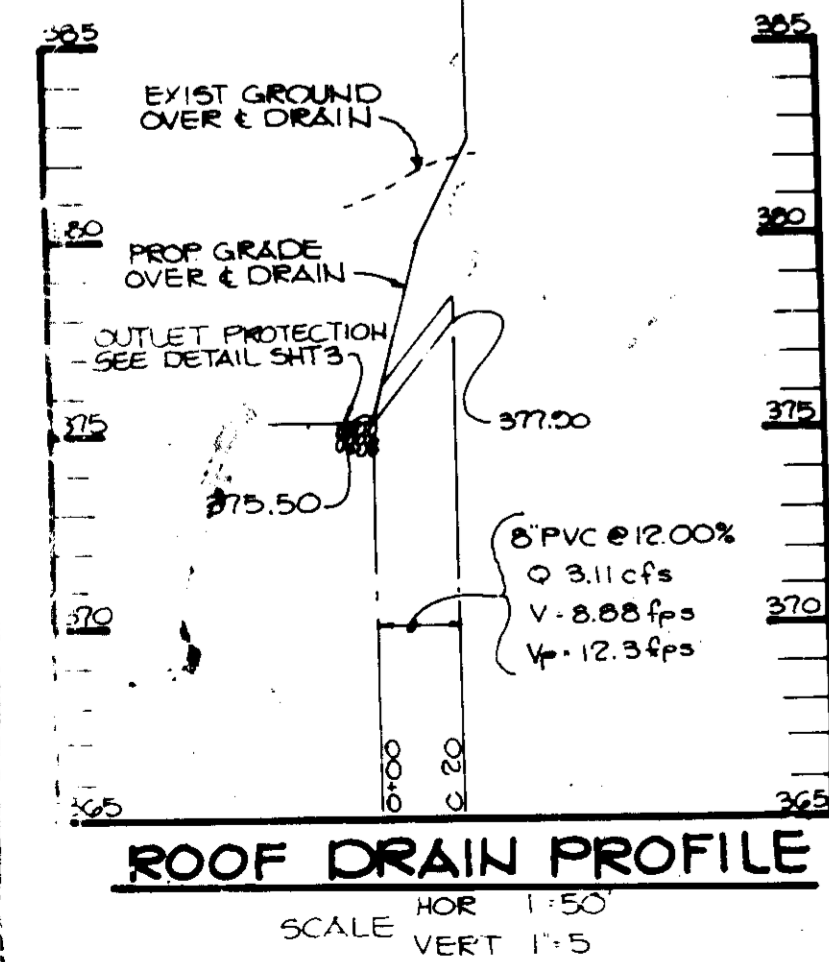 385
385
EXIST GROUND
OVER ℄ DRAIN
380
380
PROP. GRADE
OVER ℄ DRAIN
OUTLET PROTECTION
SEE DETAIL SHT 3
375
377.90
375
375.50
8" PVC @ 12.00%
Q 3.11 cfs
V - 8.88 fps
Vp - 12.3 fps
370
370
0+00
0 20
365
365
ROOF DRAIN PROFILE
SCALE
HOR 1:50'
VERT 1"=5